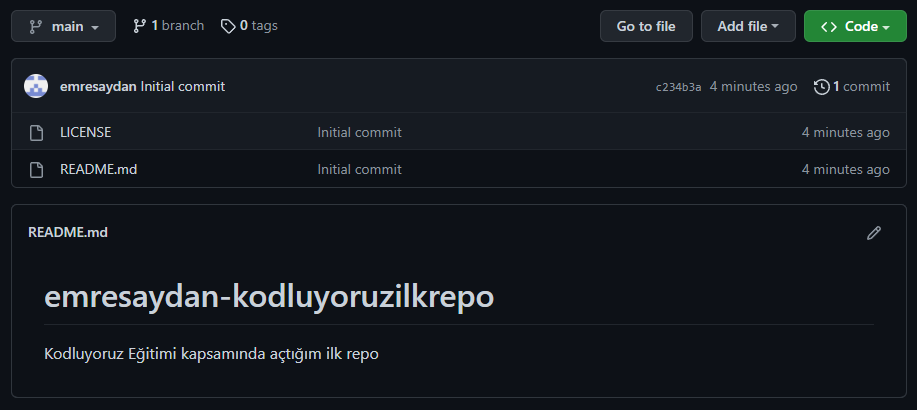 main 1 branch 0 tags Go to file Add file Code
emresaydan Initial commit c234b3a 4 minutes ago 1 commit
LICENSE Initial commit 4 minutes ago
README.md Initial commit 4 minutes ago
README.md
emresaydan-kodluyoruzilkrepo
Kodluyoruz Eğitimi kapsamında açtığım ilk repo